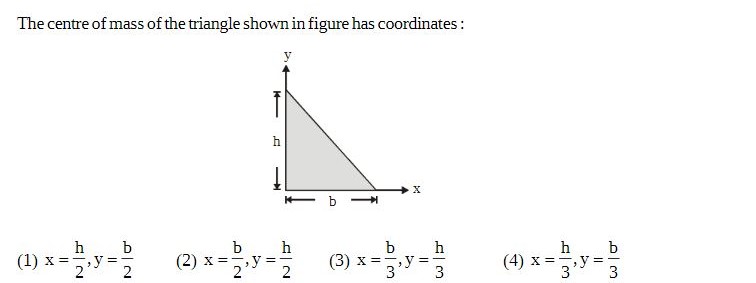 The centre of mass of the triangle shown in figure has coordinates :
y
h
x
b
(1) x = h/2, y = b/2 (2) x = b/2, y = h/2 (3) x = b/3, y = h/3 (4) x = h/3, y = b/3